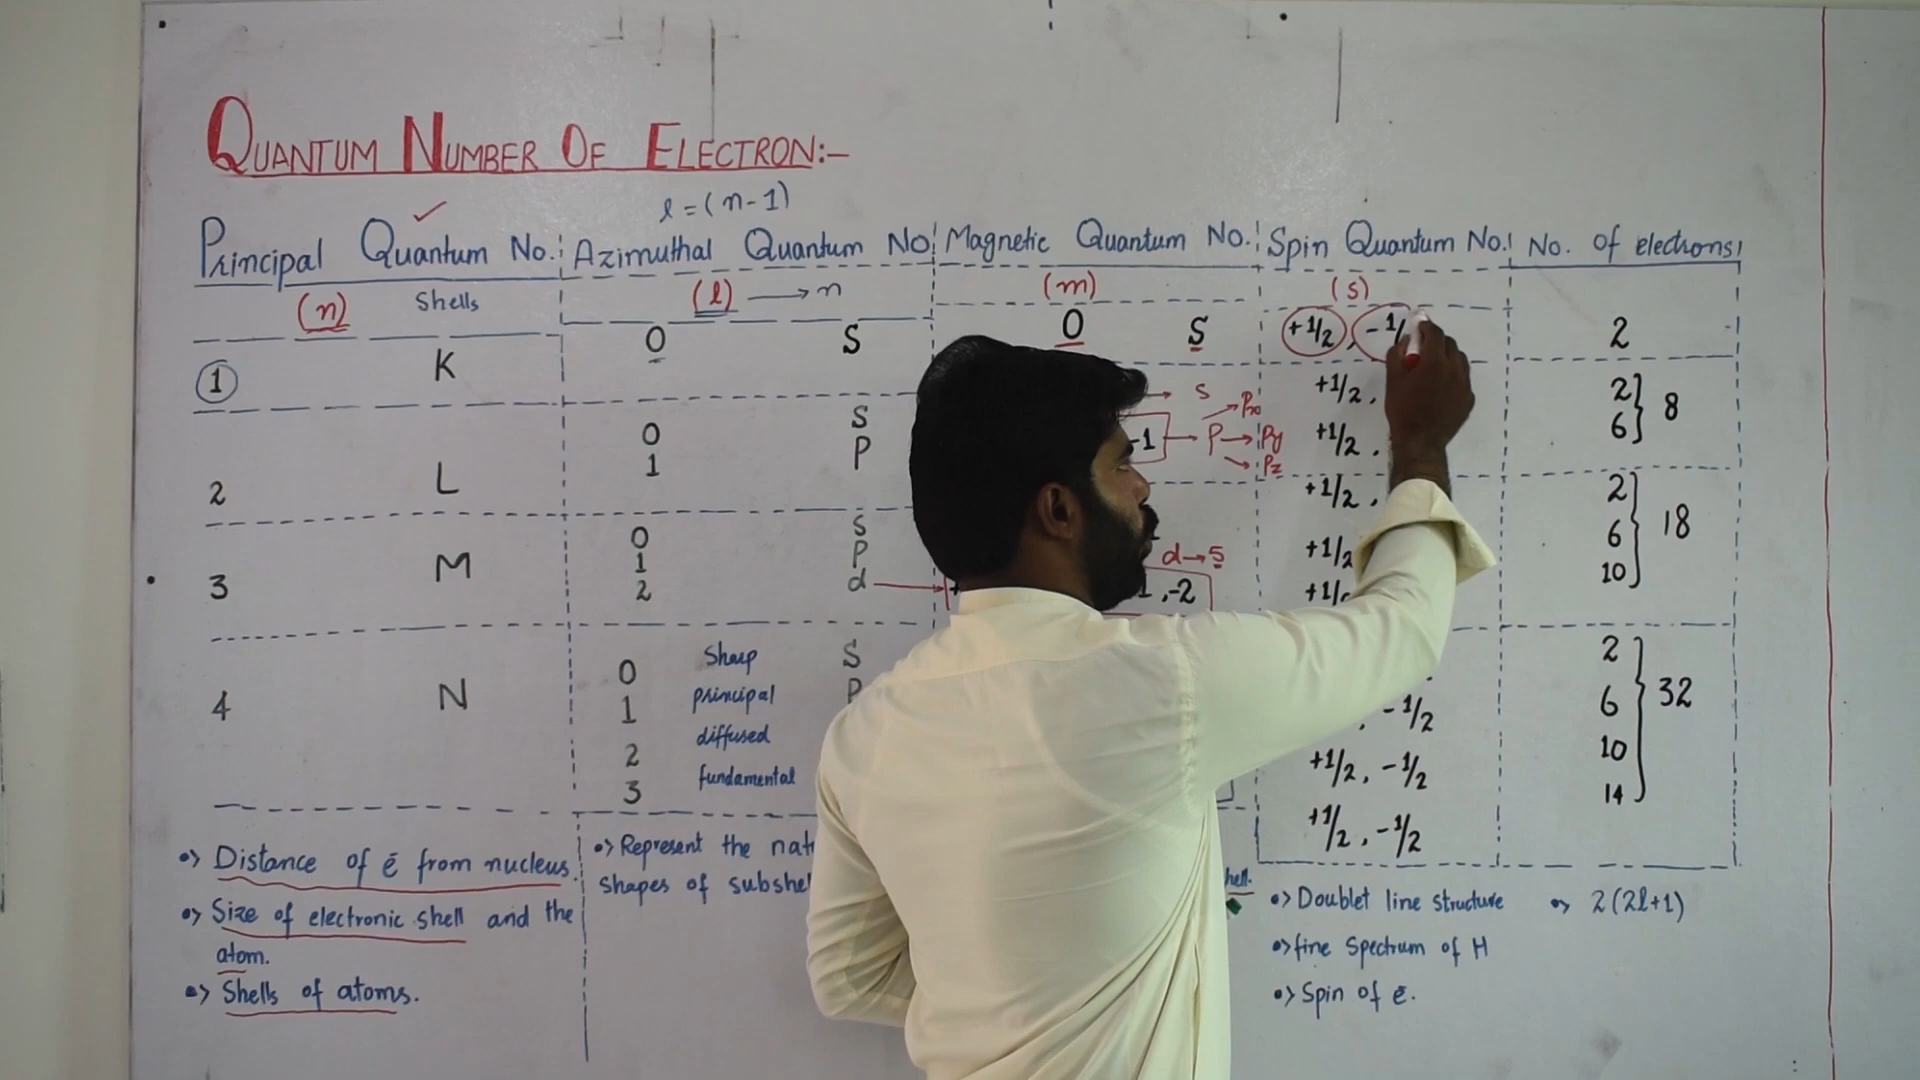 QUANTUM NUMBER OF ELECTRON:-
l = (n-1)
Principal Quantum No. Azimuthal Quantum No Magnetic Quantum No. Spin Quantum No. No. of electrons
(n) Shells (l) → n (m) (s)
1 K 0 S 0 S +1/2, -1/ 2
2 L
0 S → S +1/2, 2
1 P -1 → P → Px +1/2, 6 } 8
→ Py
→ Pz
3 M
0 S +1/2, 2
1 P +1/2 6 } 18
2 d → , -2 d→5 10
4 N
0 Sharp S 2
1 principal P , -1/2 6 } 32
2 diffused +1/2, -1/2 10
3 fundamental +1/2, -1/2 14
Distance of ē from nucleus.
Size of electronic shell and the
atom.
Shells of atoms.
Represent the
shapes of
Doublet line structure
fine Spectrum of H
Spin of ē.
2(2l+1)